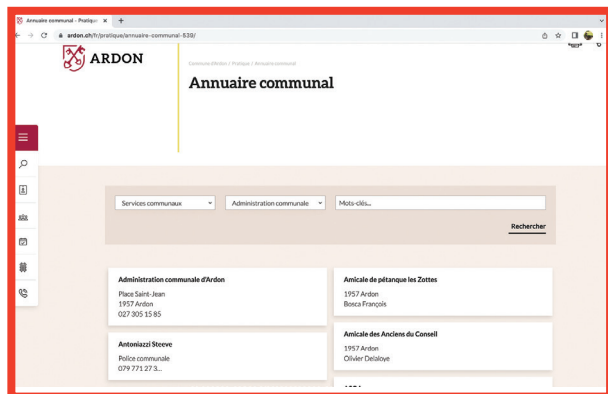 Annuaire communal - Pratique
ardon.ch/fr/pratique/annuaire-communal-539/
ARDON
Commune d'Ardon / Pratique / Annuaire communal
Annuaire communal
Services communaux
Administration communale
Mots-clés...
Rechercher
Administration communale d'Ardon
Place Saint-Jean
1957 Ardon
027 305 15 85
Amicale de pétanque les Zottes
1957 Ardon
Bosca François
Antoniazzi Steeve
Police communale
079 771 27 3...
Amicale des Anciens du Conseil
1957 Ardon
Olivier Delaloye